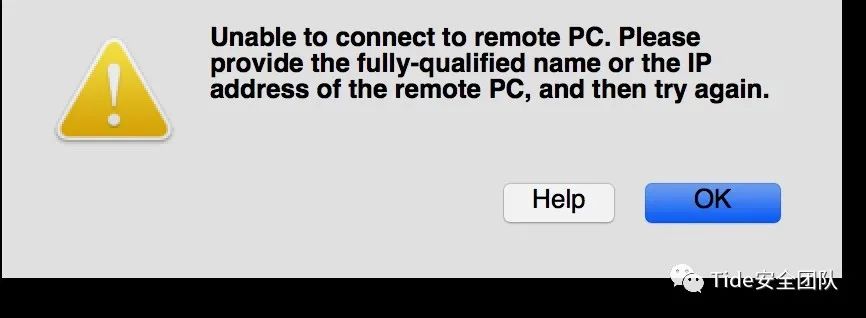 Unable to connect to remote PC. Please
provide the fully-qualified name or the IP
address of the remote PC, and then try again.
Help
OK
Tide安全团队